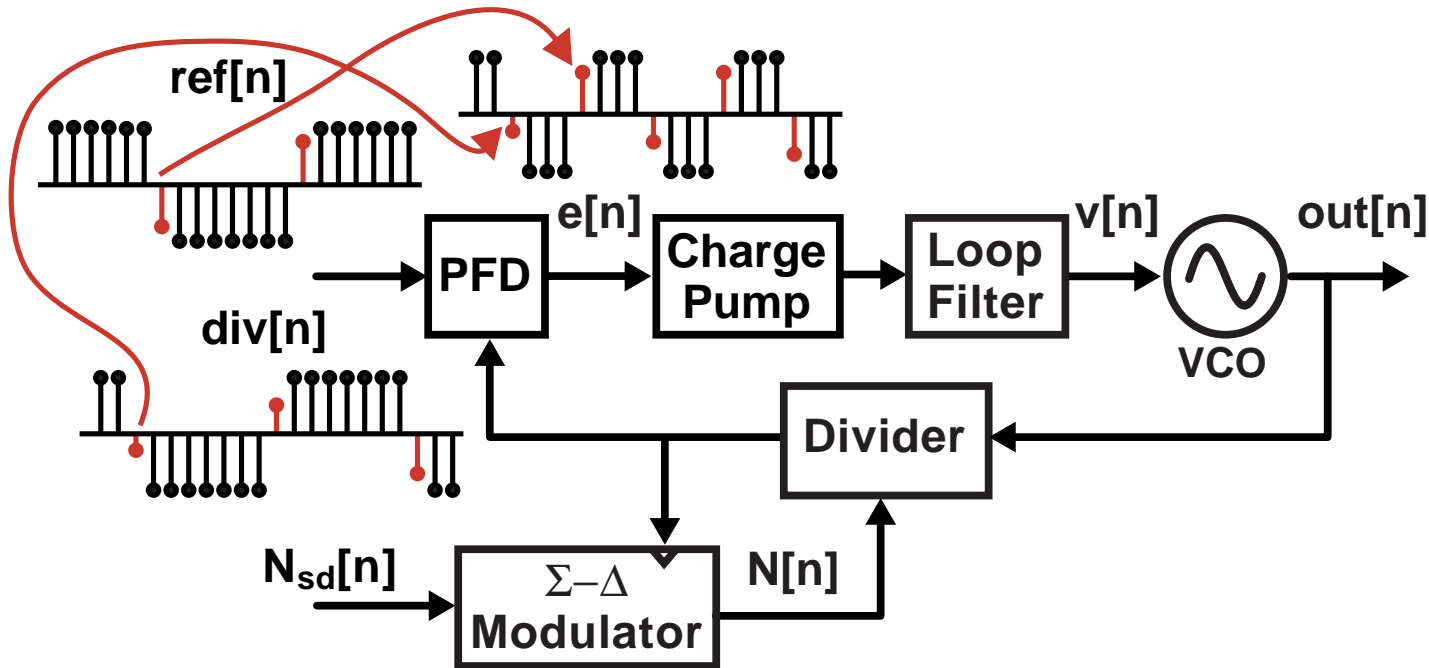 ref[n]
e[n]
v[n]
out[n]
PFD
Charge
Pump
Loop
Filter
VCO
div[n]
Divider
Nsd[n]
Σ−Δ
Modulator
N[n]